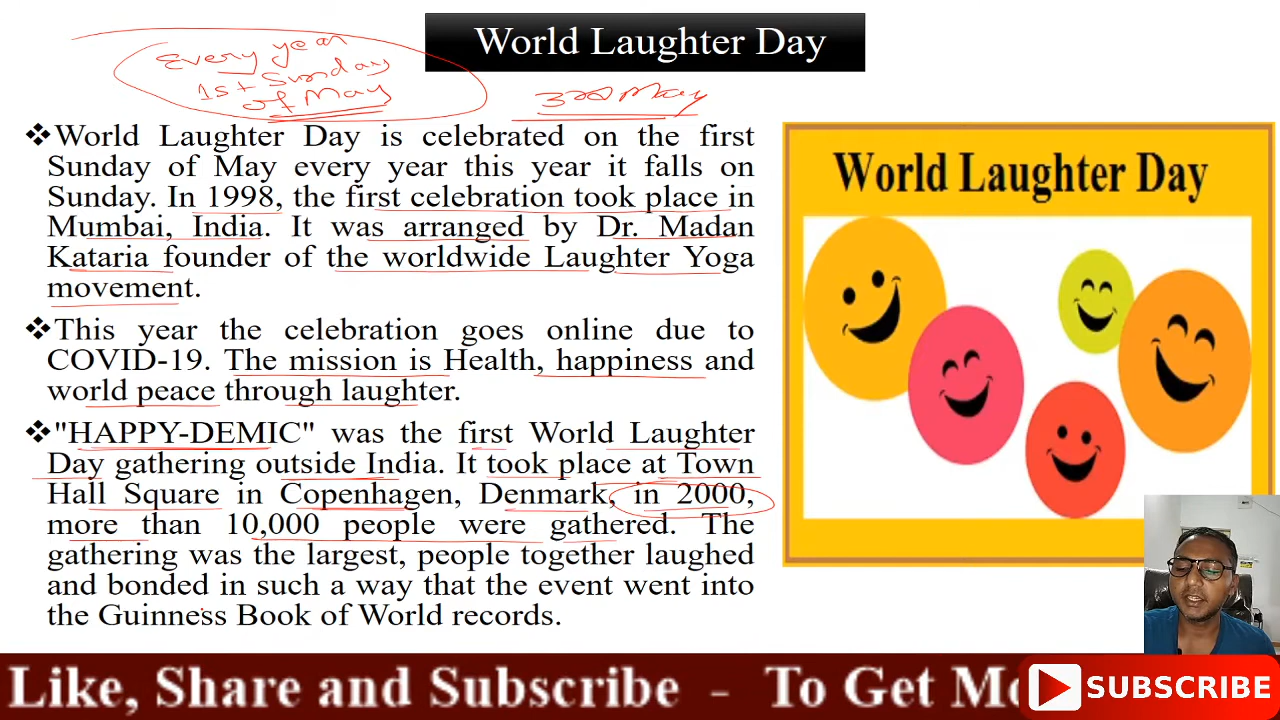 World Laughter Day
Every year
1st Sunday
of May
3rd May
❖World Laughter Day is celebrated on the first
Sunday of May every year this year it falls on
Sunday. In 1998, the first celebration took place in
Mumbai, India. It was arranged by Dr. Madan
Kataria founder of the worldwide Laughter Yoga
movement.
❖This year the celebration goes online due to
COVID-19. The mission is Health, happiness and
world peace through laughter.
❖"HAPPY-DEMIC" was the first World Laughter
Day gathering outside India. It took place at Town
Hall Square in Copenhagen, Denmark, in 2000,
more than 10,000 people were gathered. The
gathering was the largest, people together laughed
and bonded in such a way that the event went into
the Guinness Book of World records.
World Laughter Day
Like, Share and Subscribe - To Get Mo
SUBSCRIBE